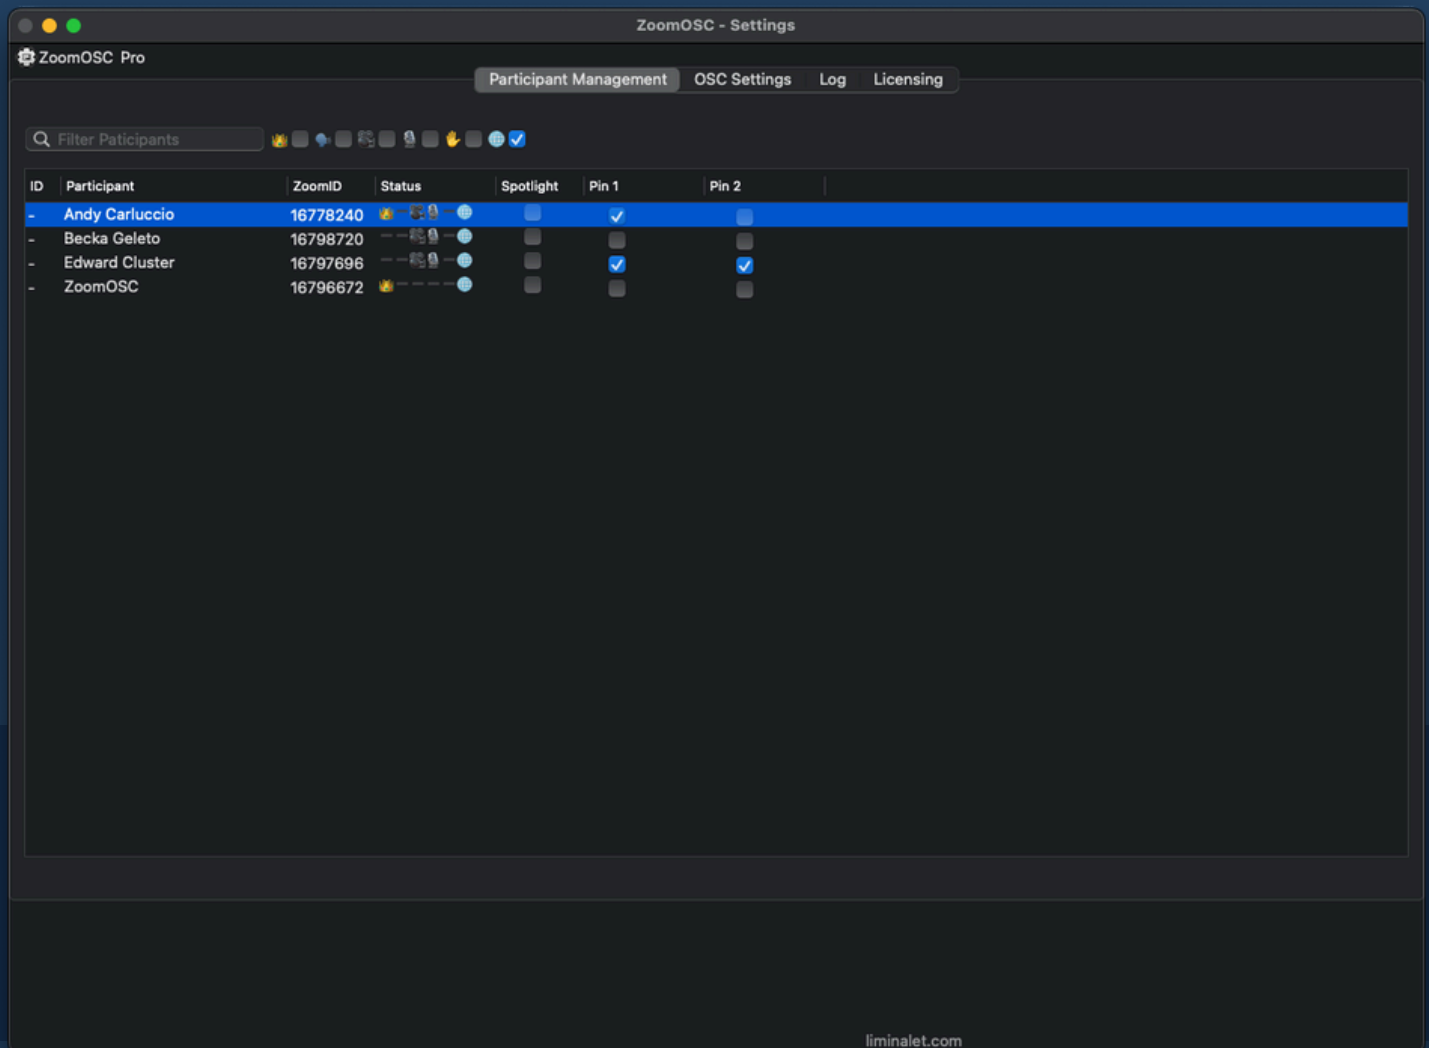 ZoomOSC - Settings
ZoomOSC Pro
Participant Management OSC Settings Log Licensing
Filter Paticipants
ID Participant ZoomID Status Spotlight Pin 1 Pin 2
- Andy Carluccio 16778240
- Becka Geleto 16798720
- Edward Cluster 16797696
- ZoomOSC 16796672
liminalet.com